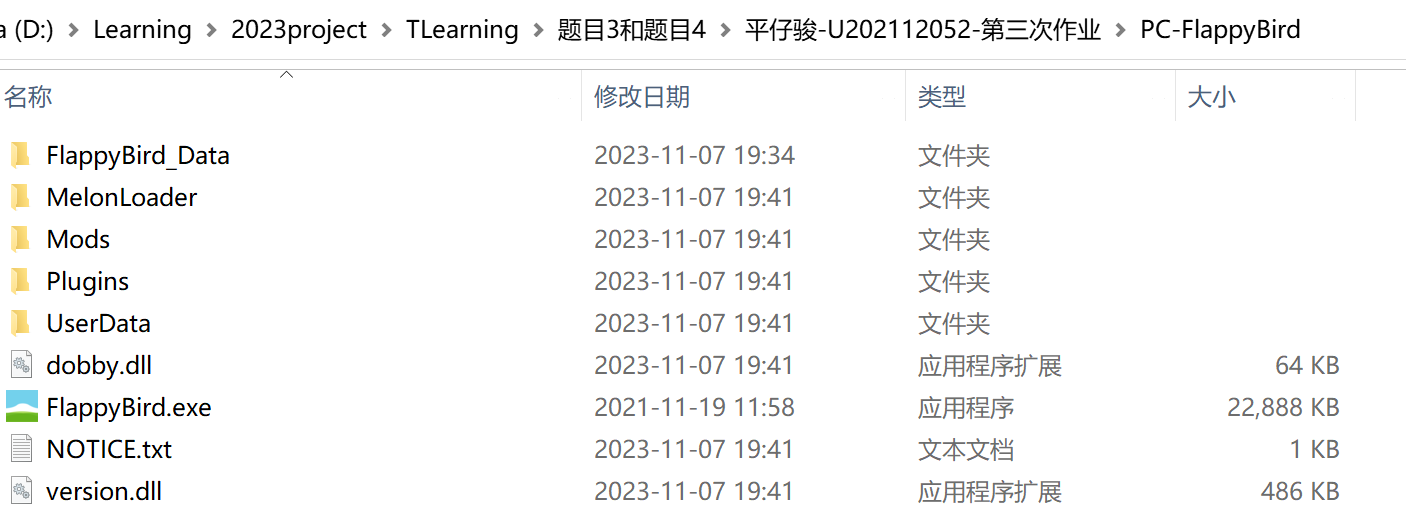 a (D:) > Learning > 2023project > TLearning > 题目3和题目4 > 平仔骏-U202112052-第三次作业 > PC-FlappyBird
名称 修改日期 类型 大小
FlappyBird_Data 2023-11-07 19:34 文件夹
MelonLoader 2023-11-07 19:41 文件夹
Mods 2023-11-07 19:41 文件夹
Plugins 2023-11-07 19:41 文件夹
UserData 2023-11-07 19:41 文件夹
dobby.dll 2023-11-07 19:41 应用程序扩展 64 KB
FlappyBird.exe 2021-11-19 11:58 应用程序 22,888 KB
NOTICE.txt 2023-11-07 19:41 文本文档 1 KB
version.dll 2023-11-07 19:41 应用程序扩展 486 KB